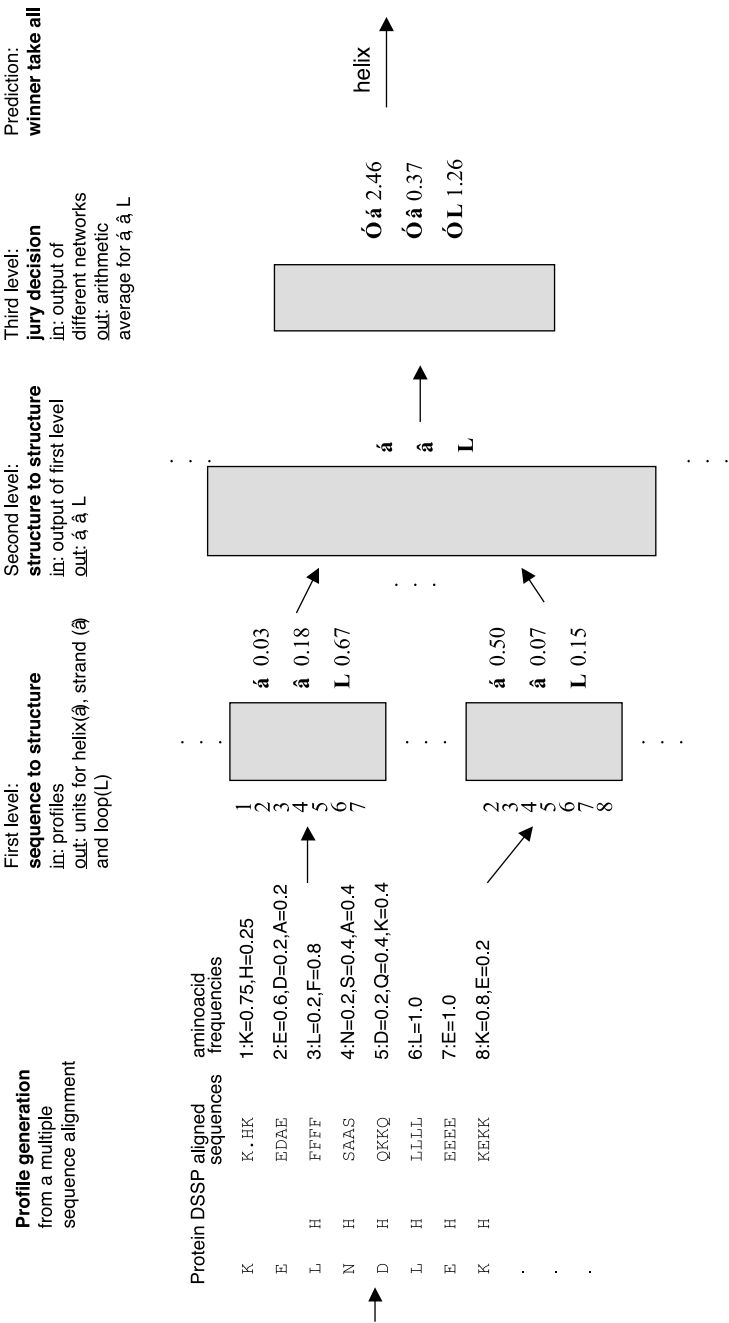 Profile generation
from a multiple
sequence alignment
First level:
sequence to structure
in: profiles
out: units for helix(â), strand (â)
and loop(L)
Second level:
structure to structure
in: output of first level
out: á, â, L
Third level:
jury decision
in: output of
different networks
out: arithmetic
average for á, â, L
Prediction:
winner take all
Protein DSSP aligned
sequences
aminoacid
frequencies
K K.HK 1:K=0.75,H=0.25
E EDAE 2:E=0.6,D=0.2,A=0.2
L H FFFF 3:L=0.2,F=0.8
N H SAAS 4:N=0.2,S=0.4,A=0.4
D H QKKQ 5:D=0.2,Q=0.4,K=0.4
L H LLLL 6:L=1.0
E H EEEE 7:E=1.0
K H KEKK 8:K=0.8,E=0.2
.
.
.
. . .
1
2
3
4
5
6
7
á 0.03
â 0.18
L 0.67
. . .
2
3
4
5
6
7
8
á 0.50
â 0.07
L 0.15
. . .
. . .
. . .
á
â
L
. . .
Óá 2.46
Óâ 0.37
ÓL 1.26
helix